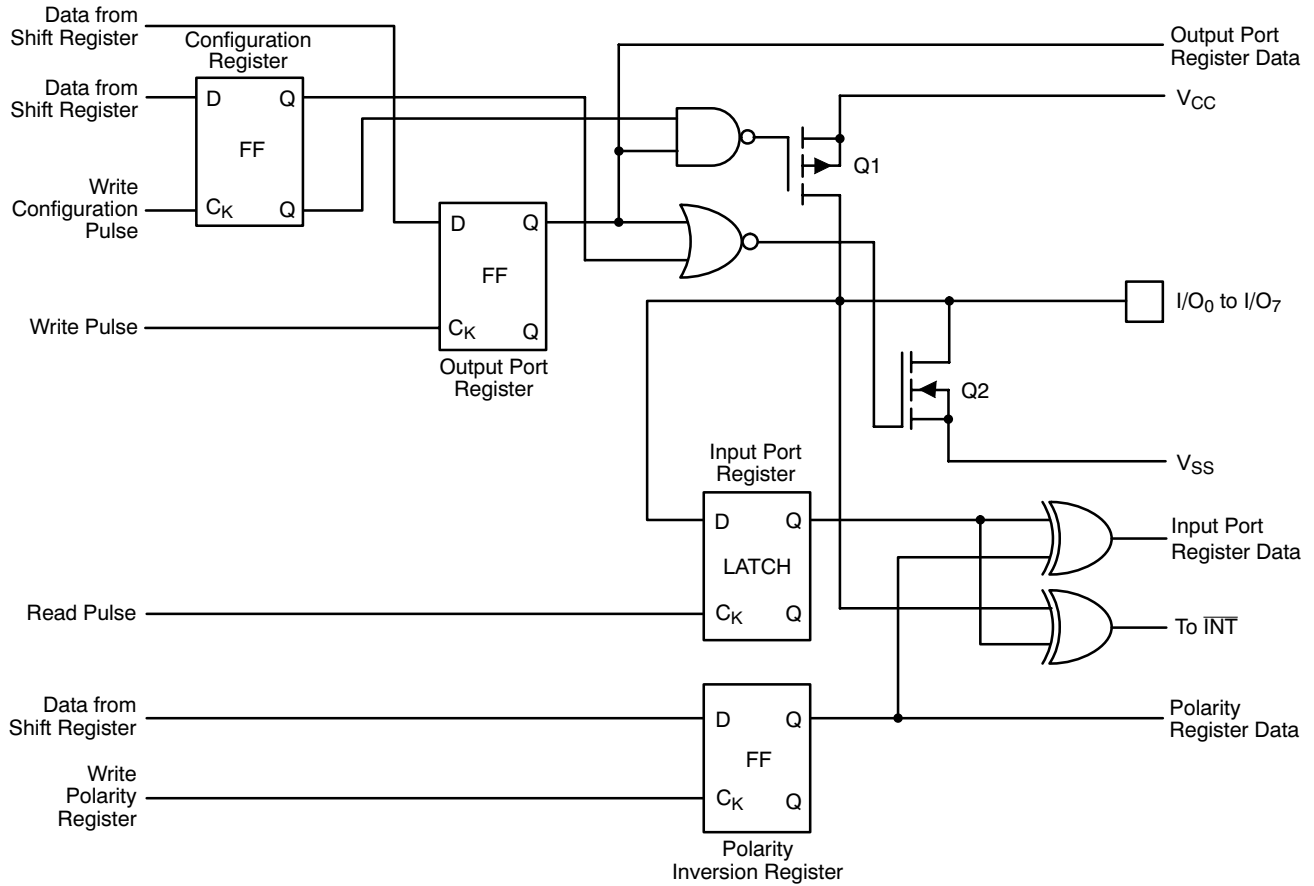 Data from
Shift Register
Configuration
Register
Output Port
Register Data
Data from
Shift Register
D
Q
FF
CK
Q
VCC
Q1
Write
Configuration
Pulse
D
Q
FF
CK
Q
Write Pulse
Output Port
Register
I/O0 to I/O7
Q2
VSS
Input Port
Register
D
Q
LATCH
CK
Q
Input Port
Register Data
Read Pulse
To INT
Data from
Shift Register
D
Q
FF
CK
Q
Polarity
Register Data
Write
Polarity
Register
Polarity
Inversion Register